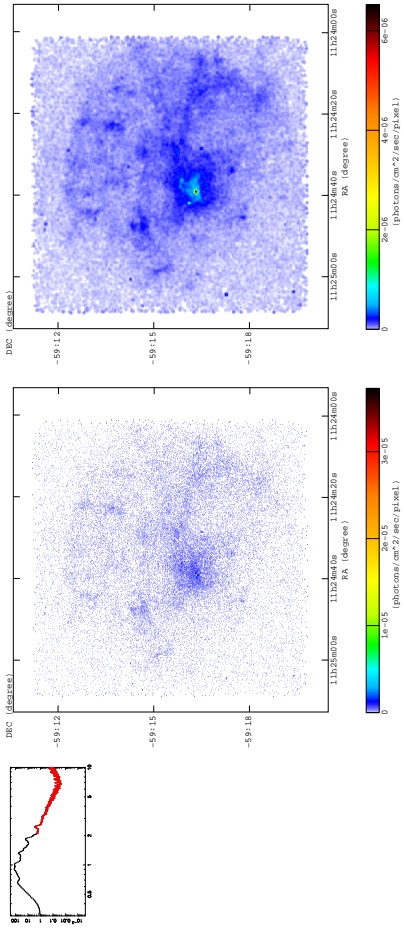 0.5 1 2 5 10
DEC (degree)
-59:12
-59:15
-59:18
11h25m00s 11h24m40s 11h24m20s 11h24m00s
RA (degree)
0 1e-05 2e-05 3e-05
(photons/cm^2/sec/pixel)
DEC (degree)
-59:12
-59:15
-59:18
11h25m00s 11h24m40s 11h24m20s 11h24m00s
RA (degree)
0 2e-06 4e-06 6e-06
(photons/cm^2/sec/pixel)